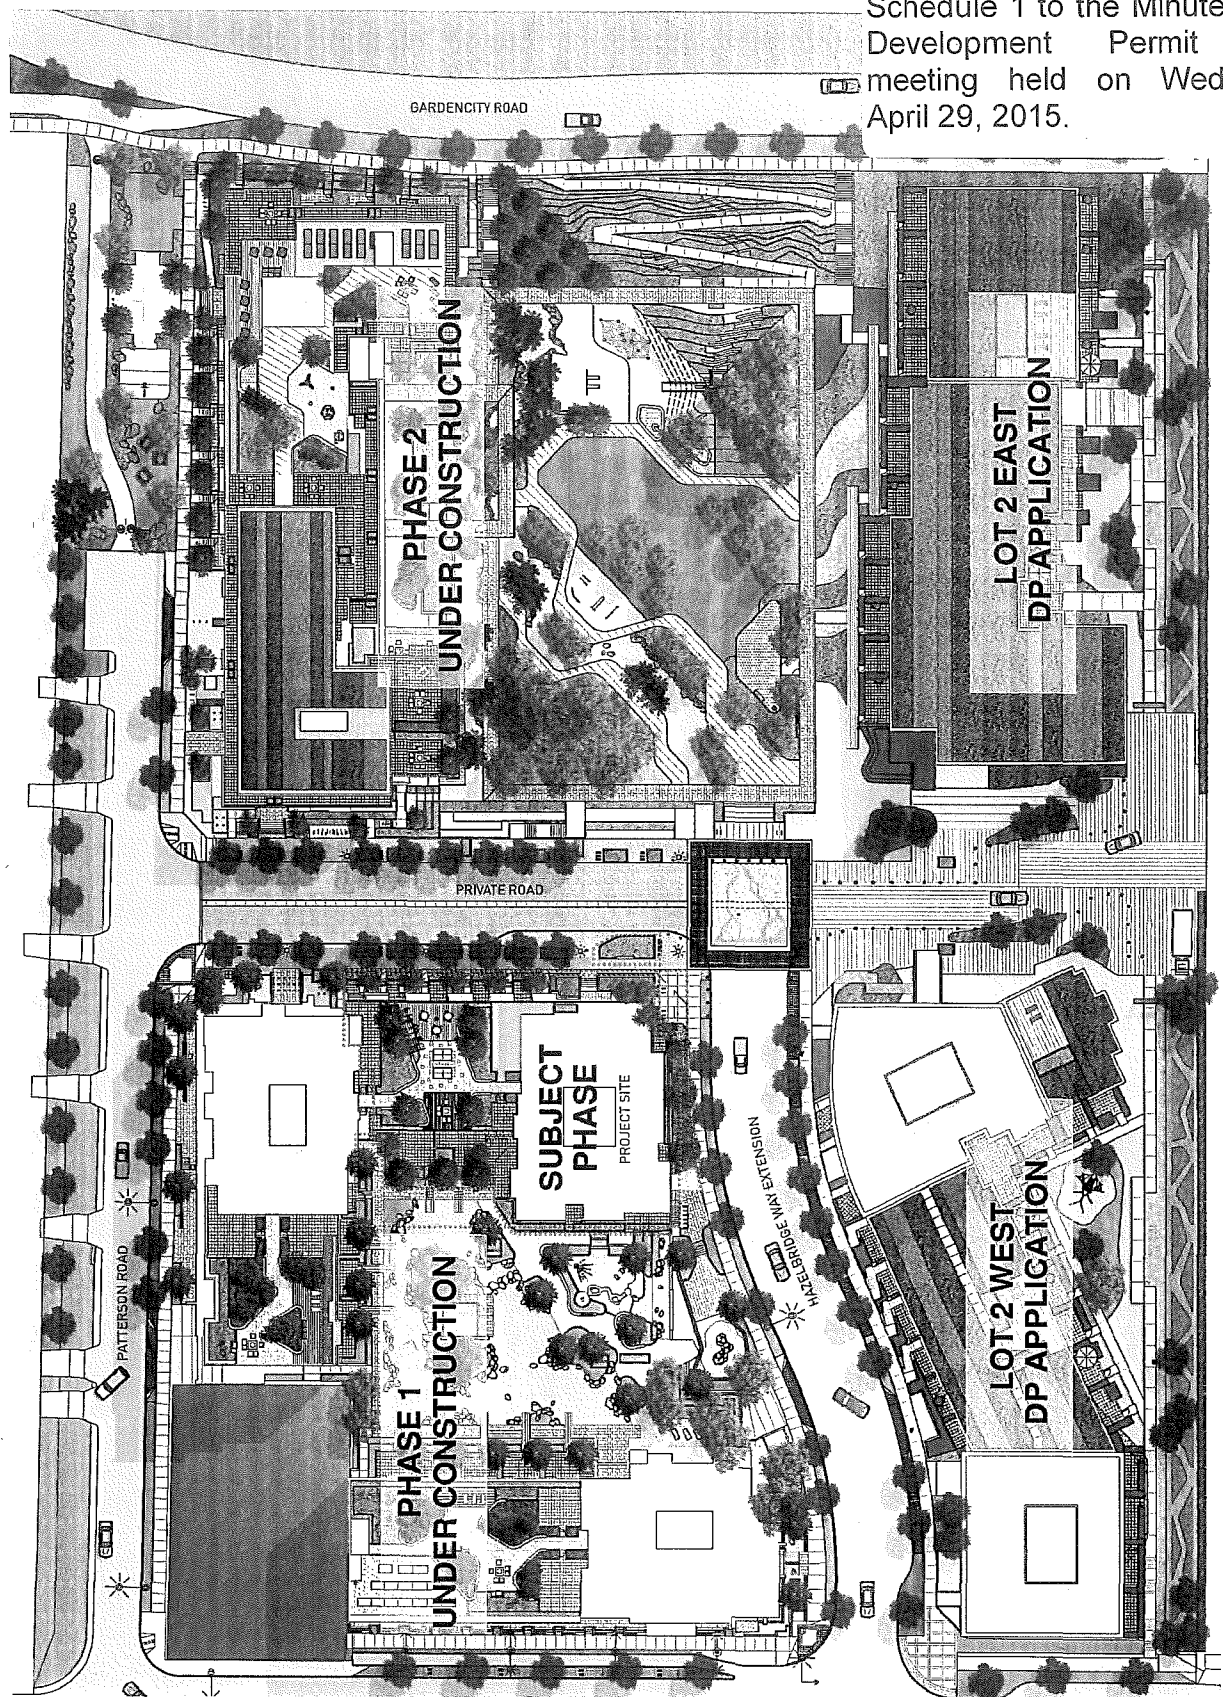 Schedule 1 to the Minute
Development Permit
meeting held on Wed
April 29, 2015.
GARDENCITY ROAD
PHASE 2
UNDER CONSTRUCTION
LOT 2 EAST
DP APPLICATION
PRIVATE ROAD
SUBJECT
PHASE
PROJECT SITE
PATTERSON ROAD
HAZELBRIDGE WAY EXTENSION
PHASE 1
UNDER CONSTRUCTION
LOT 2 WEST
DP APPLICATION